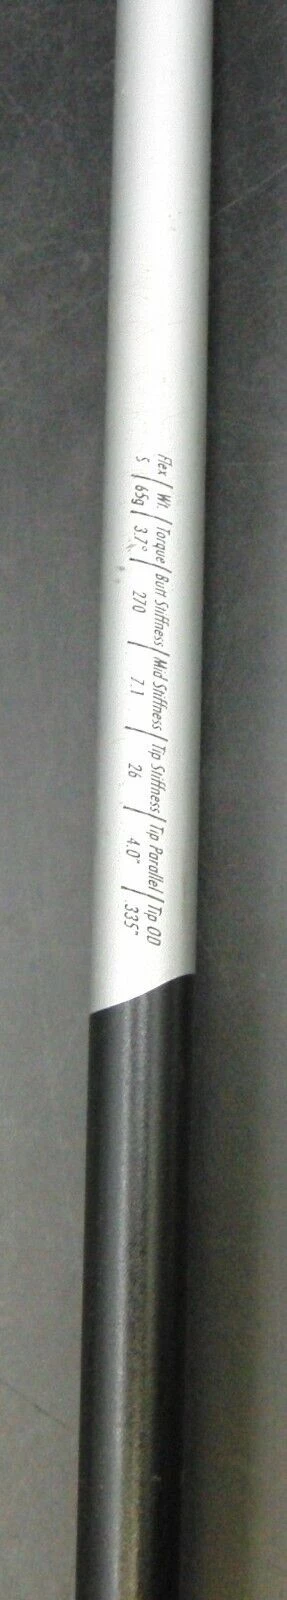 Flex / Wt. / Torque / Butt Stiffness / Mid Stiffness / Tip Stiffness / Tip Parallel / Tip OD
S / 65g / 3.7° / 270 / 7.1 / 26 / 4.0" / .335"